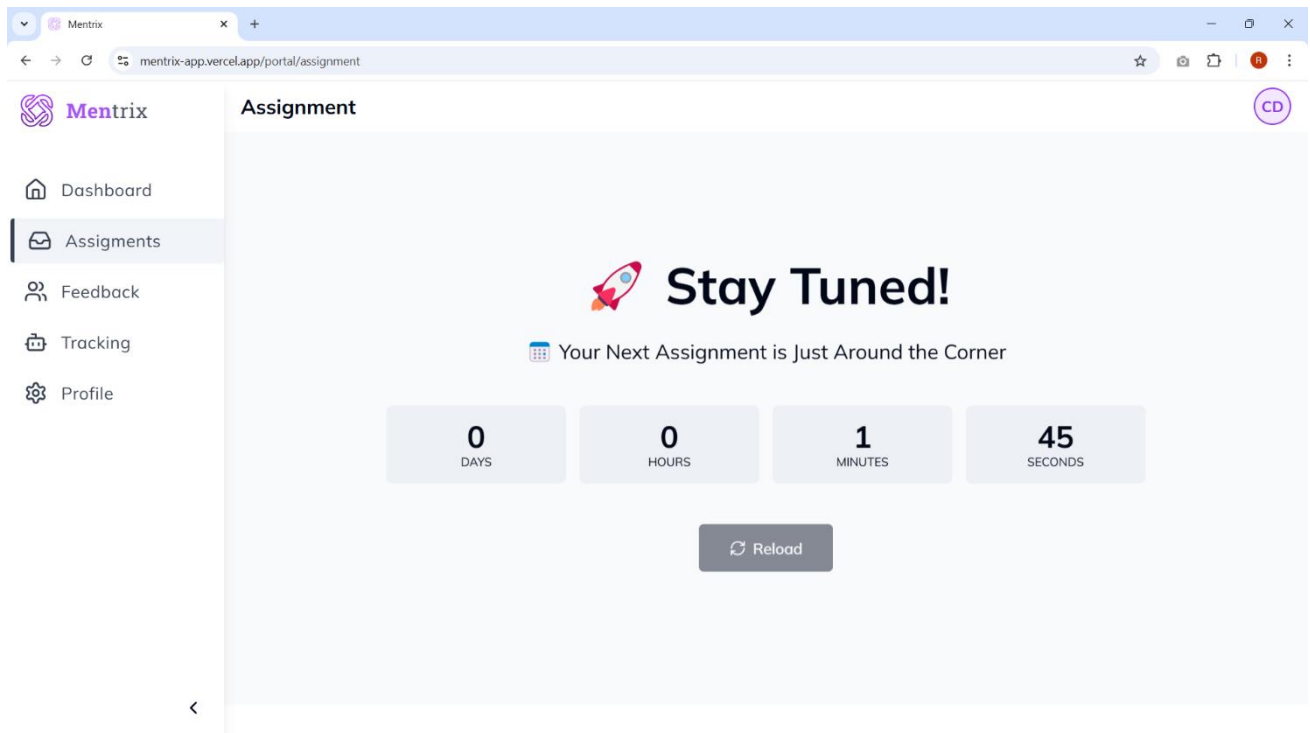 Mentrix
mentrix-app.vercel.app/portal/assignment
R
Mentrix
Assignment
CD
Dashboard
Assigments
Feedback
Tracking
Profile
🚀 Stay Tuned!
📅 Your Next Assignment is Just Around the Corner
0
DAYS
0
HOURS
1
MINUTES
45
SECONDS
Reload